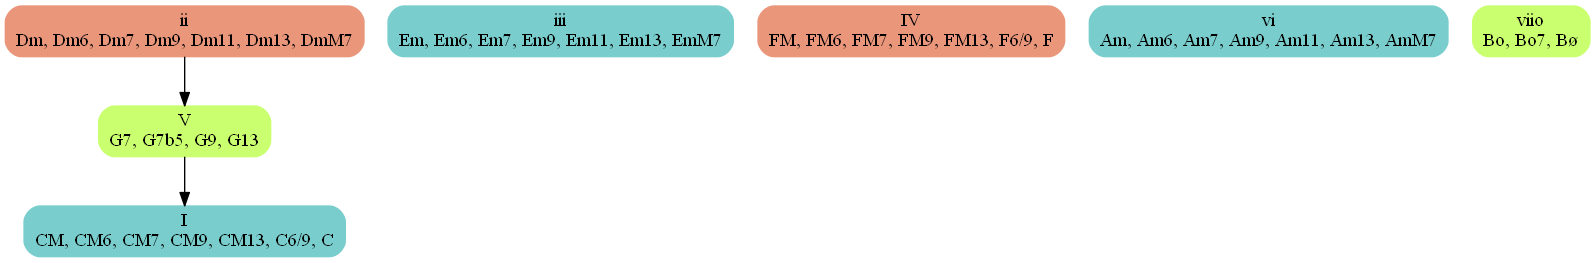 ii
Dm, Dm6, Dm7, Dm9, Dm11, Dm13, DmM7
iii
Em, Em6, Em7, Em9, Em11, Em13, EmM7
IV
FM, FM6, FM7, FM9, FM13, F6/9, F
vi
Am, Am6, Am7, Am9, Am11, Am13, AmM7
viio
Bo, Bo7, Bø
V
G7, G7b5, G9, G13
I
CM, CM6, CM7, CM9, CM13, C6/9, C